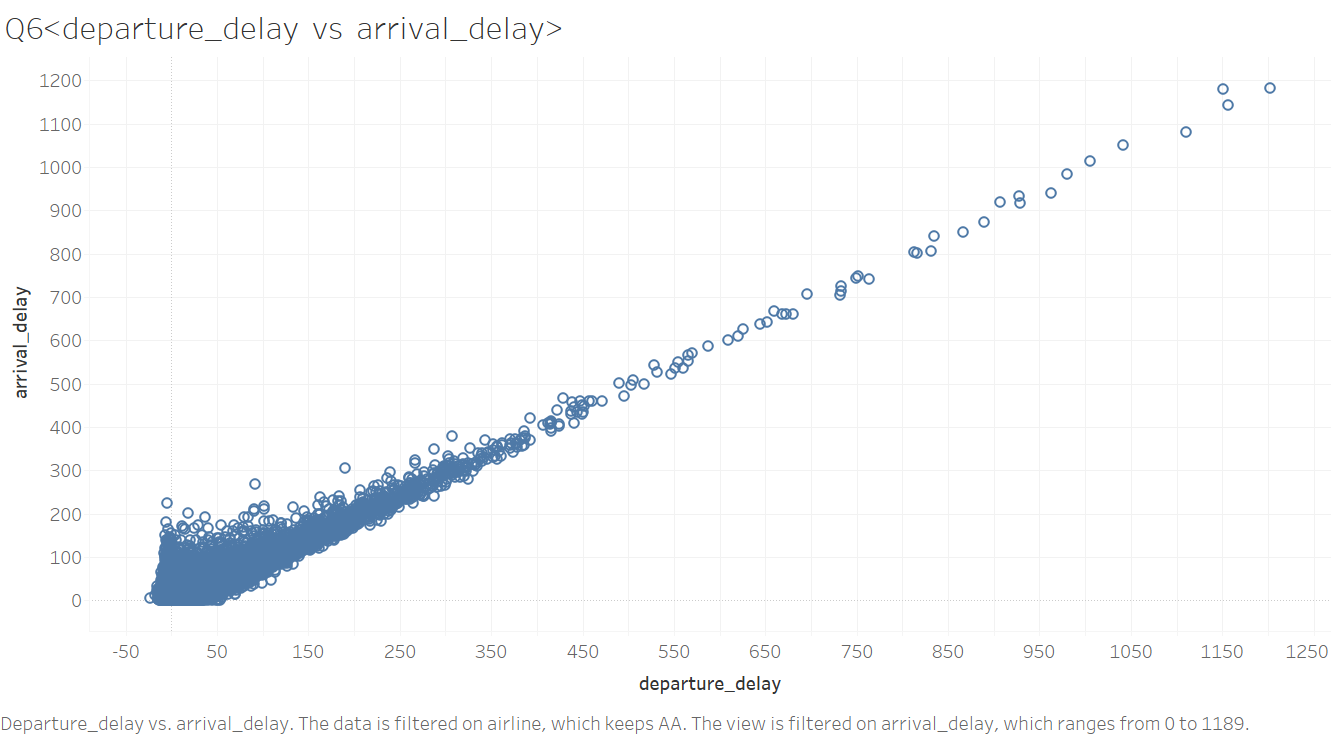 Q6<departure_delay vs arrival_delay>
1200
1100
1000
900
800
700
600
500
400
300
200
100
0
arrival_delay
-50 50 150 250 350 450 550 650 750 850 950 1050 1150 1250
departure_delay
Departure_delay vs. arrival_delay. The data is filtered on airline, which keeps AA. The view is filtered on arrival_delay, which ranges from 0 to 1189.